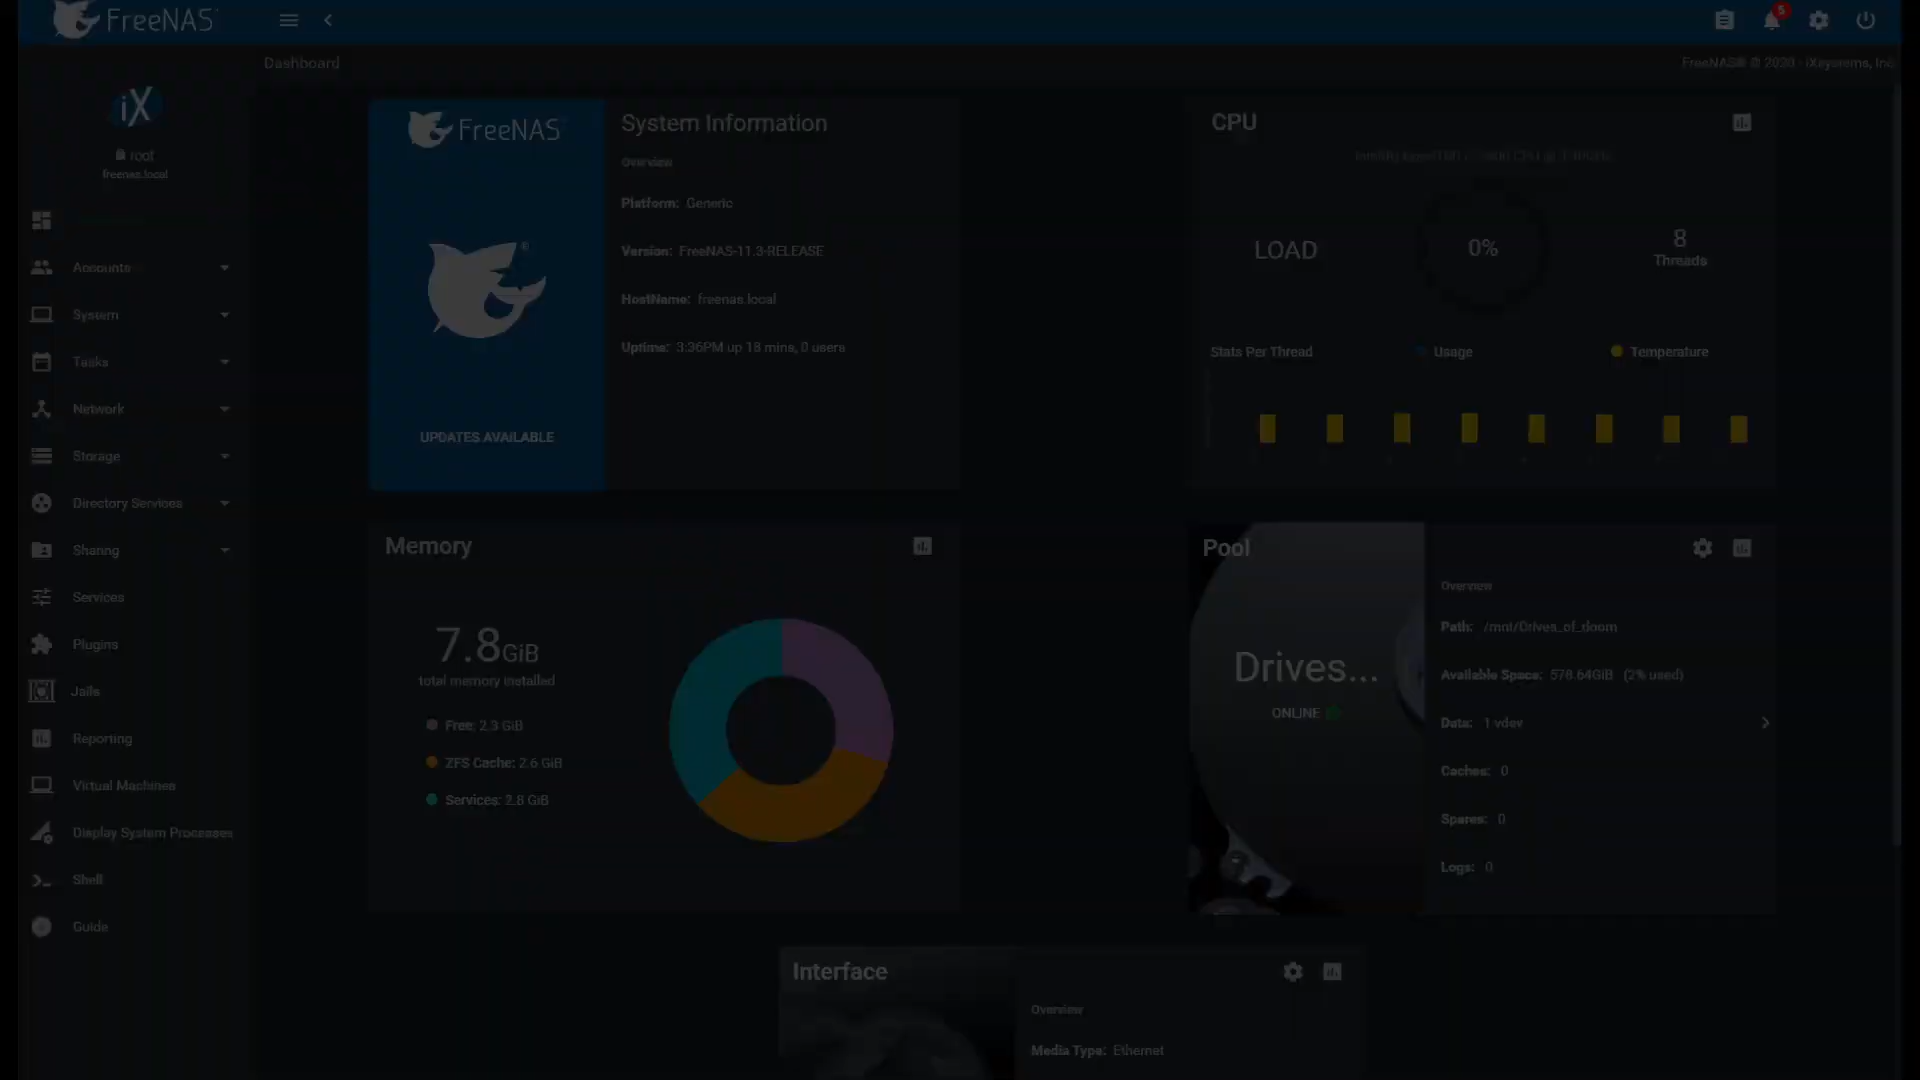 FreeNAS
5
Dashboard
FreeNAS® © 2020 - iXsystems, Inc
iX
root
freenas.local
Accounts
System
Tasks
Network
Storage
Directory Services
Sharing
Services
Plugins
Jails
Reporting
Virtual Machines
Display System Processes
Shell
Guide
FreeNAS
UPDATES AVAILABLE
System Information
Overview
Platform: Generic
Version: FreeNAS-11.3-RELEASE
HostName: freenas.local
Uptime: 3:36PM up 18 mins, 0 users
CPU
LOAD
0%
8
Threads
Stats Per Thread
Usage
Temperature
Memory
7.8 GiB
total memory installed
Free: 2.3 GiB
ZFS Cache: 2.6 GiB
Services: 2.8 GiB
Pool
Drives...
ONLINE
Overview
Path: /mnt/Drives_of_doom
Available Space: 578.64GiB (2% used)
Data: 1 vdev
Caches: 0
Spares: 0
Logs: 0
Interface
Overview
Media Type: Ethernet